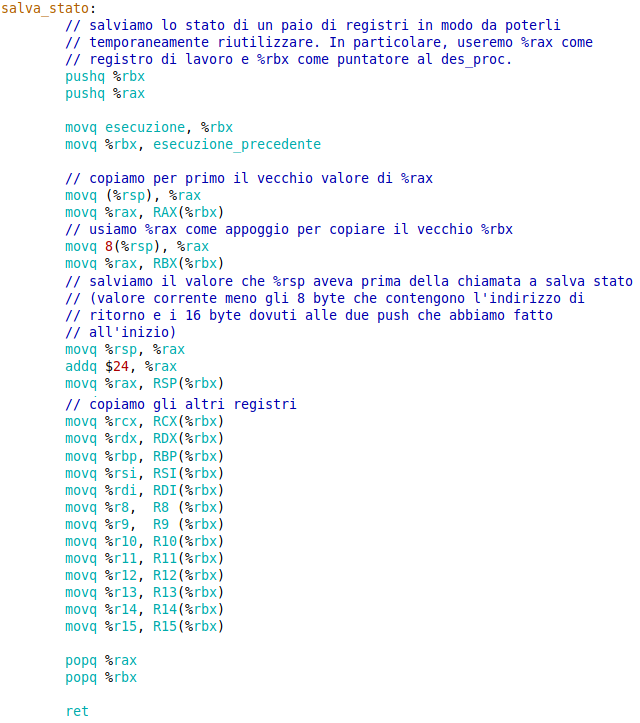 salva_stato:
// salviamo lo stato di un paio di registri in modo da poterli
// temporaneamente riutilizzare. In particolare, useremo %rax come
// registro di lavoro e %rbx come puntatore al des_proc.
pushq %rbx
pushq %rax
movq esecuzione, %rbx
movq %rbx, esecuzione_precedente
// copiamo per primo il vecchio valore di %rax
movq (%rsp), %rax
movq %rax, RAX(%rbx)
// usiamo %rax come appoggio per copiare il vecchio %rbx
movq 8(%rsp), %rax
movq %rax, RBX(%rbx)
// salviamo il valore che %rsp aveva prima della chiamata a salva stato
// (valore corrente meno gli 8 byte che contengono l'indirizzo di
// ritorno e i 16 byte dovuti alle due push che abbiamo fatto
// all'inizio)
movq %rsp, %rax
addq $24, %rax
movq %rax, RSP(%rbx)
// copiamo gli altri registri
movq %rcx, RCX(%rbx)
movq %rdx, RDX(%rbx)
movq %rbp, RBP(%rbx)
movq %rsi, RSI(%rbx)
movq %rdi, RDI(%rbx)
movq %r8,  R8 (%rbx)
movq %r9,  R9 (%rbx)
movq %r10, R10(%rbx)
movq %r11, R11(%rbx)
movq %r12, R12(%rbx)
movq %r13, R13(%rbx)
movq %r14, R14(%rbx)
movq %r15, R15(%rbx)
popq %rax
popq %rbx
ret